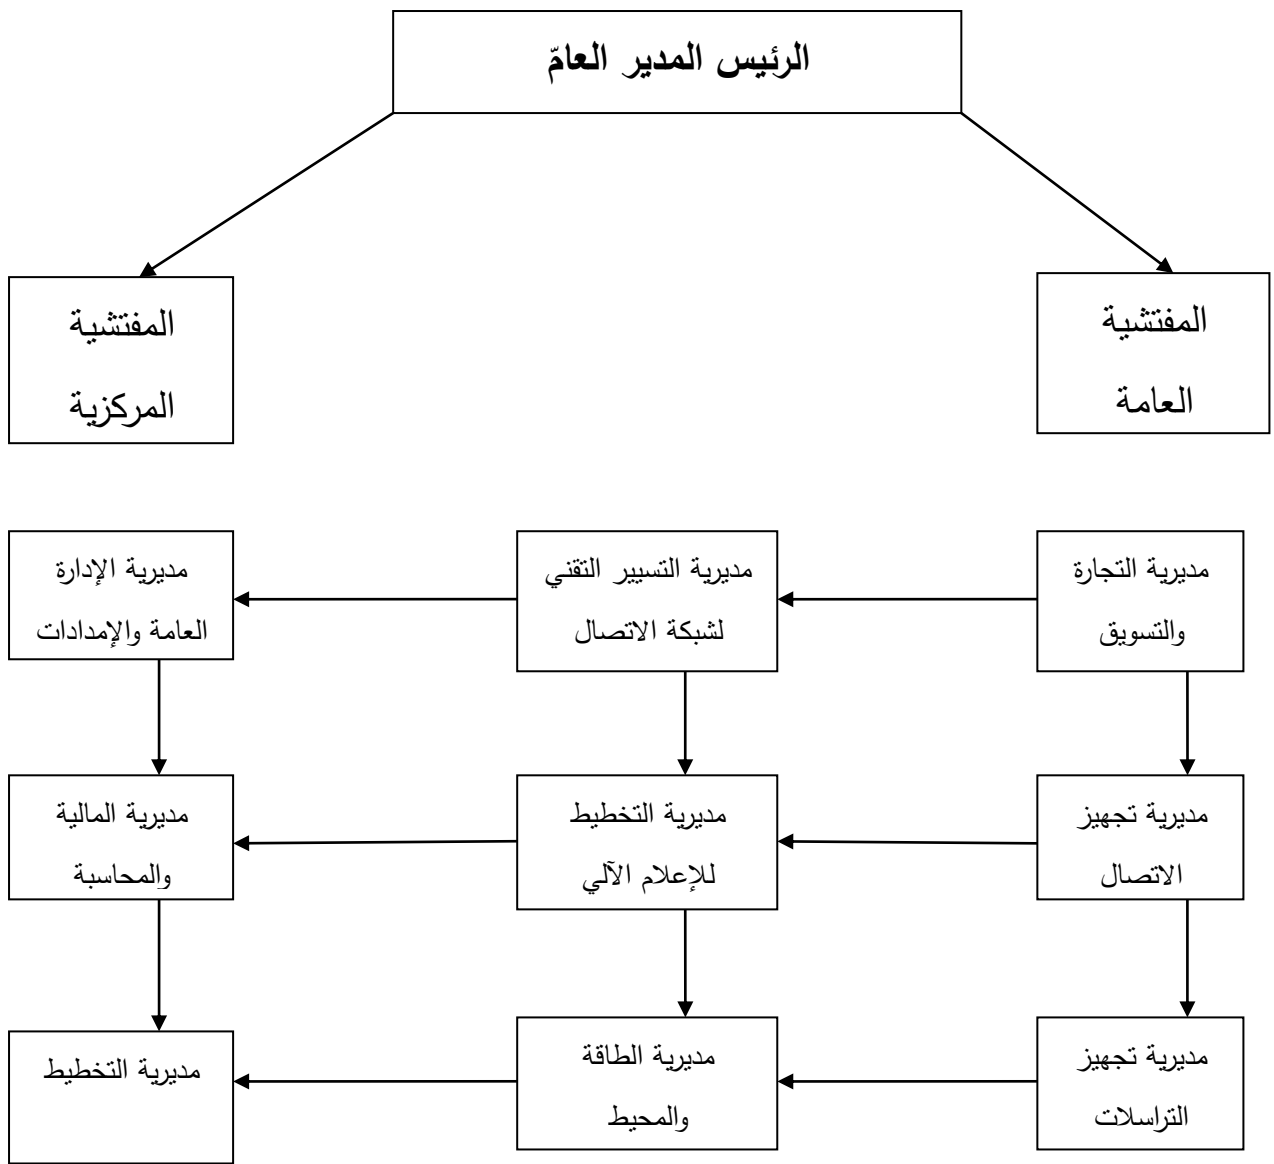 الرئيس المدير العامّ
المفتشية
العامة
المفتشية
المركزية
مديرية التجارة
والتسويق
مديرية التسيير التقني
لشبكة الاتصال
مديرية الإدارة
العامة والإمدادات
مديرية تجهيز
الاتصال
مديرية التخطيط
للإعلام الآلي
مديرية المالية
والمحاسبة
مديرية تجهيز
التراسلات
مديرية الطاقة
والمحيط
مديرية التخطيط